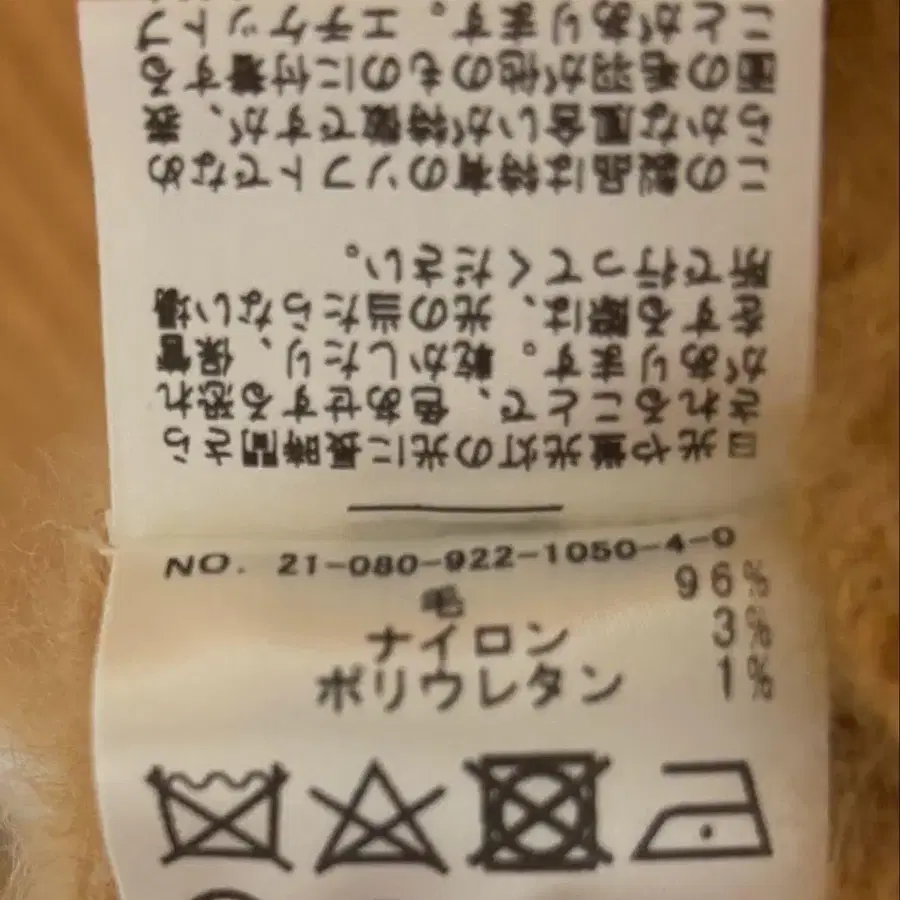 日光や蛍光灯の光に長時間さら
されることで、色あせする恐れ
があります。乾かしたり、保管
をする際は、光の当たらない場
所で行ってください。
この製品は特有のソフトでなめ
らかな風合いが特徴ですが、表
面の毛羽が他のものに付着する
ことがあります。エチケットブ
NO. 21-080-922-1050-4-0
毛 96%
ナイロン 3%
ポリウレタン 1%